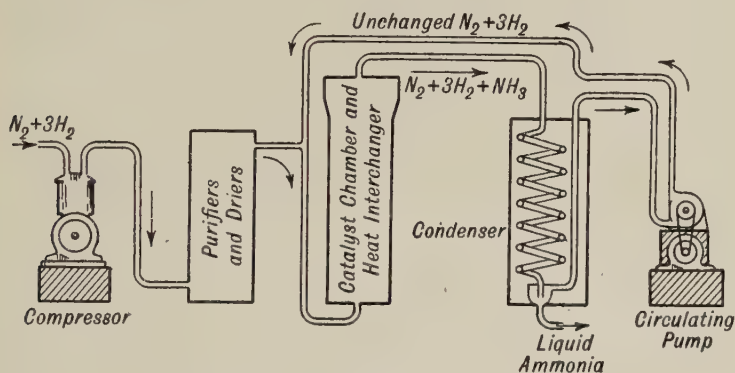 Unchanged N₂+3H₂
N₂+3H₂+NH₃
N₂+3H₂
Purifiers
and Driers
Catalyst Chamber and
Heat Interchanger
Condenser
Compressor
Liquid
Ammonia
Circulating
Pump